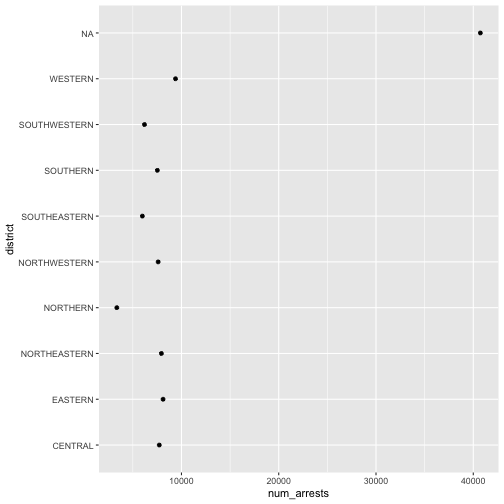 NA
WESTERN
SOUTHWESTERN
SOUTHERN
SOUTHEASTERN
district
NORTHWESTERN
NORTHERN
NORTHEASTERN
EASTERN
CENTRAL
10000 20000 30000 40000
num_arrests